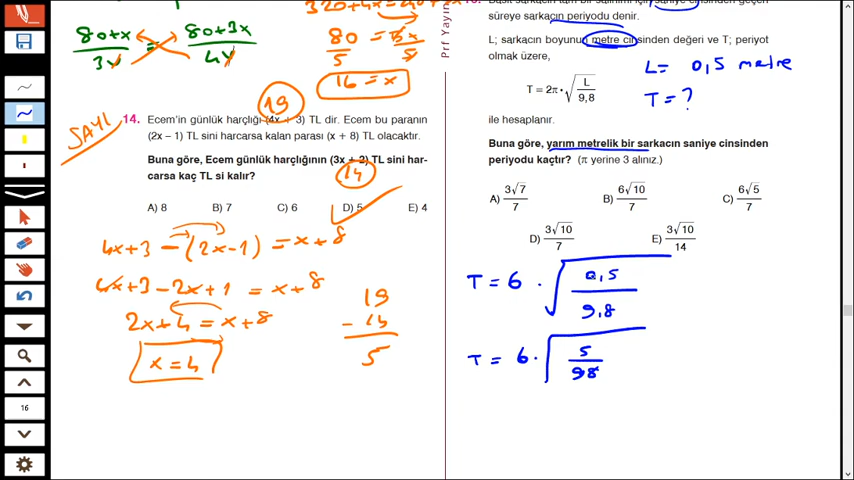 80+x / 3x = 80+3x / 4x
80 / 5 = 5x / 5
16 = x
SAYI
19
14. Ecem'in günlük harçlığı (4x + 3) TL dir. Ecem bu paranın
(2x – 1) TL sini harcarsa kalan parası (x + 8) TL olacaktır.
Buna göre, Ecem günlük harçlığının (3x + 2) TL sini har-
carsa kaç TL si kalır?
14
A) 8 B) 7 C) 6 D) 5 E) 4
4x+3 - (2x-1) = x+8
4x+3-2x+1 = x+8
2x+4 = x+8
x=4
19
- 14
5
Prf Yayın
süreye sarkacın periyodu denir.
L; sarkacın boyunun metre cinsinden değeri ve T; periyot
olmak üzere,
L= 0,5 metre
T=?
T = 2π·√(L / 9,8)
ile hesaplanır.
Buna göre, yarım metrelik bir sarkacın saniye cinsinden
periyodu kaçtır? (π yerine 3 alınız.)
A) 3√7 / 7 B) 6√10 / 7 C) 6√5 / 7
D) 3√10 / 7 E) 3√10 / 14
T = 6 · √(0,5 / 9,8)
T = 6 · √(5 / 98)
16